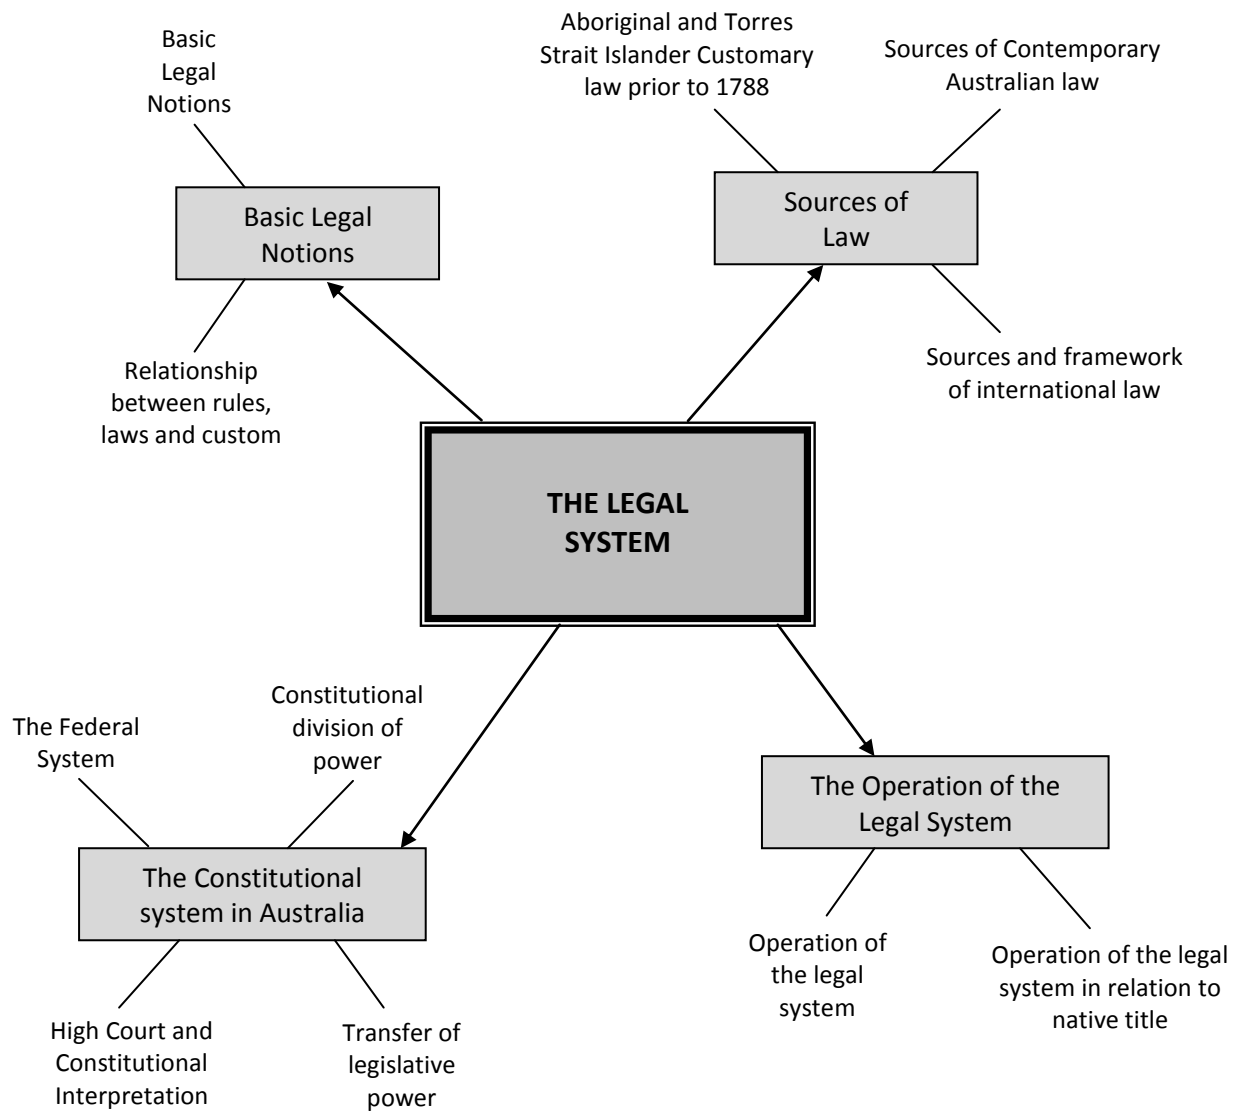 Basic
Legal
Notions
Basic Legal
Notions
Relationship
between rules,
laws and custom
Aboriginal and Torres
Strait Islander Customary
law prior to 1788
Sources of Contemporary
Australian law
Sources of
Law
Sources and framework
of international law
THE LEGAL
SYSTEM
The Federal
System
Constitutional
division of
power
The Constitutional
system in Australia
High Court and
Constitutional
Interpretation
Transfer of
legislative
power
The Operation of the
Legal System
Operation of
the legal
system
Operation of the legal
system in relation to
native title